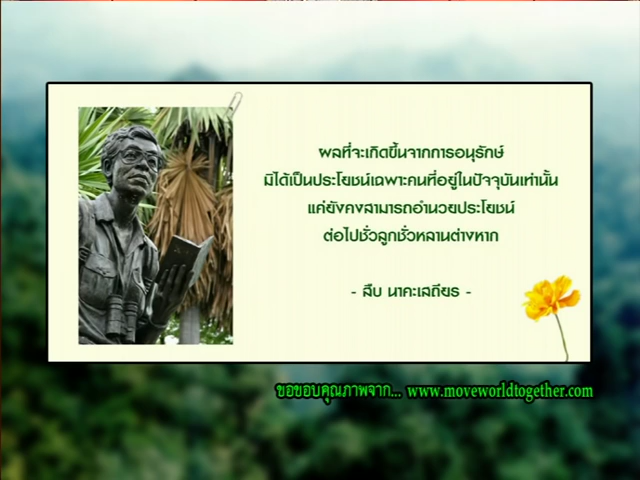 ผลที่จะเกิดขึ้นจากการอนุรักษ์
มิได้เป็นประโยชน์เฉพาะคนที่อยู่ในปัจจุบันเท่านั้น
แค่ยังคงสามารถอำนวยประโยชน์
ต่อไปชั่วลูกชั่วหลานต่างหาก
- สืบ นาคะเสถียร -
ขอขอบคุณภาพจาก... www.moveworldtogether.com